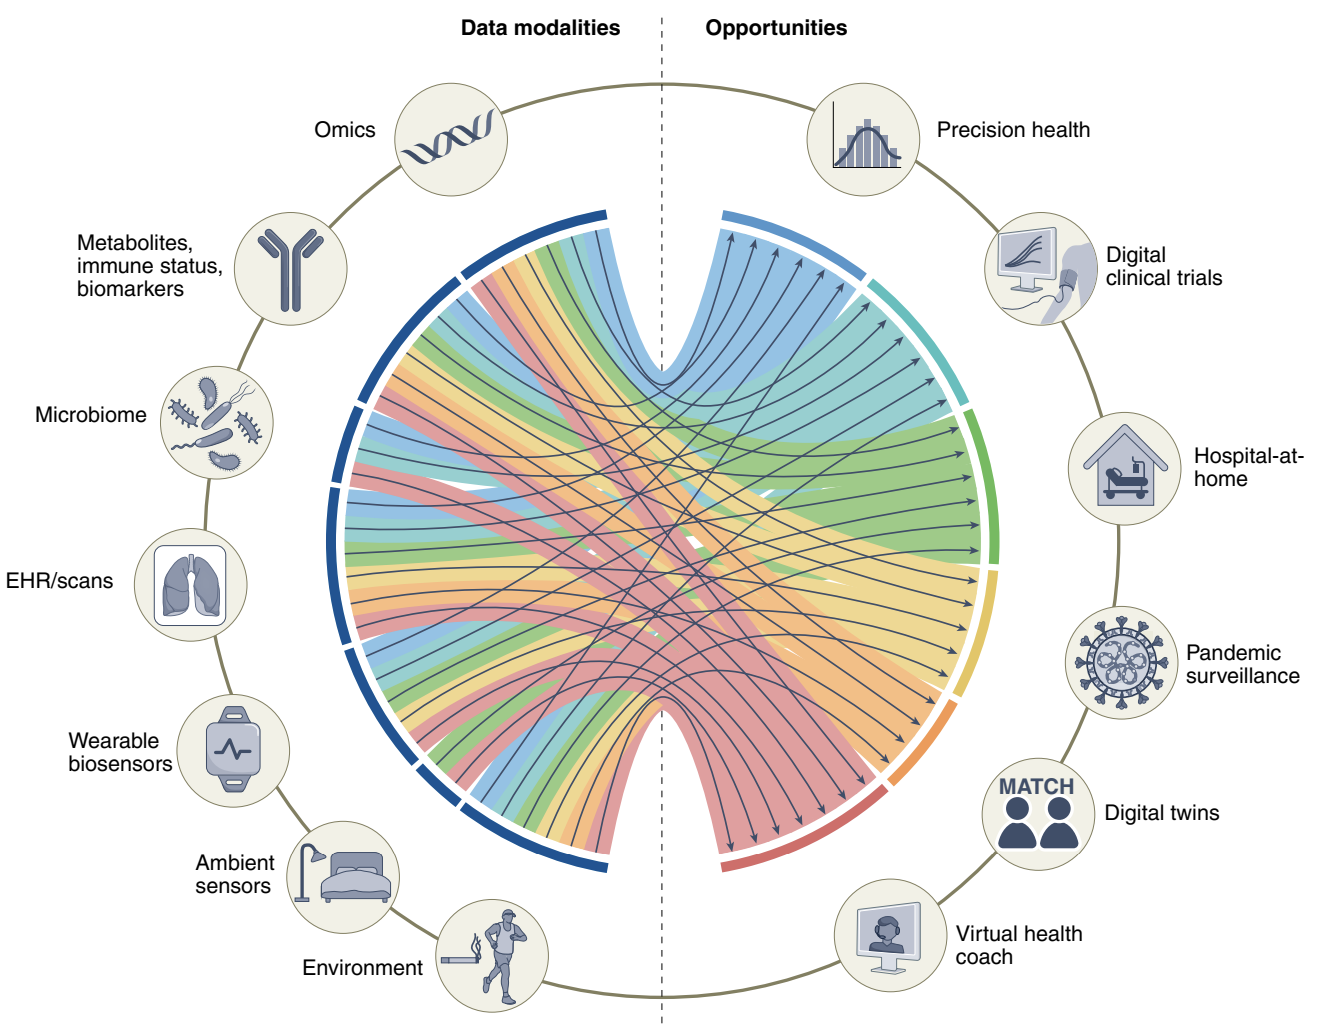 Data modalities
Opportunities
Omics
Precision health
Metabolites,
immune status,
biomarkers
Digital
clinical trials
Microbiome
Hospital-at-
home
EHR/scans
Pandemic
surveillance
Wearable
biosensors
MATCH
Digital twins
Ambient
sensors
Virtual health
coach
Environment